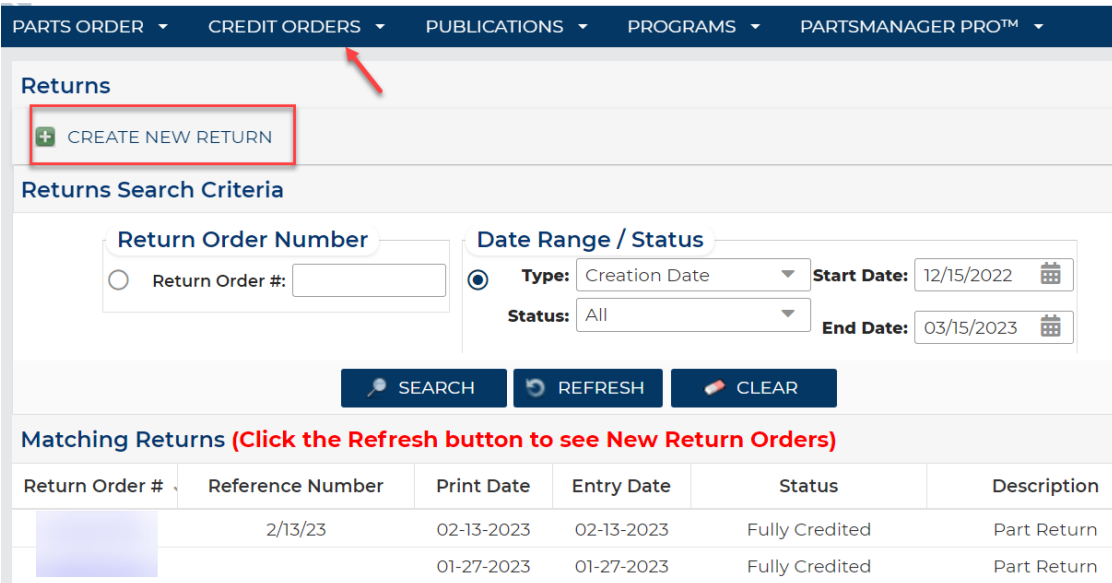 PARTS ORDER CREDIT ORDERS PUBLICATIONS PROGRAMS PARTSMANAGER PRO™
Returns
CREATE NEW RETURN
Returns Search Criteria
Return Order Number
Return Order #:
Date Range / Status
Type: Creation Date Start Date: 12/15/2022
Status: All End Date: 03/15/2023
SEARCH REFRESH CLEAR
Matching Returns (Click the Refresh button to see New Return Orders)
Return Order # Reference Number Print Date Entry Date Status Description
2/13/23 02-13-2023 02-13-2023 Fully Credited Part Return
01-27-2023 01-27-2023 Fully Credited Part Return